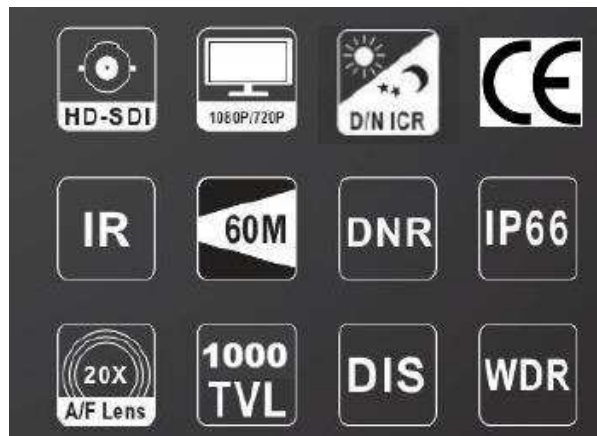 HD-SDI
1080P/720P
D/N ICR
CE
IR
60M
DNR
IP66
20X
A/F Lens
1000
TVL
DIS
WDR